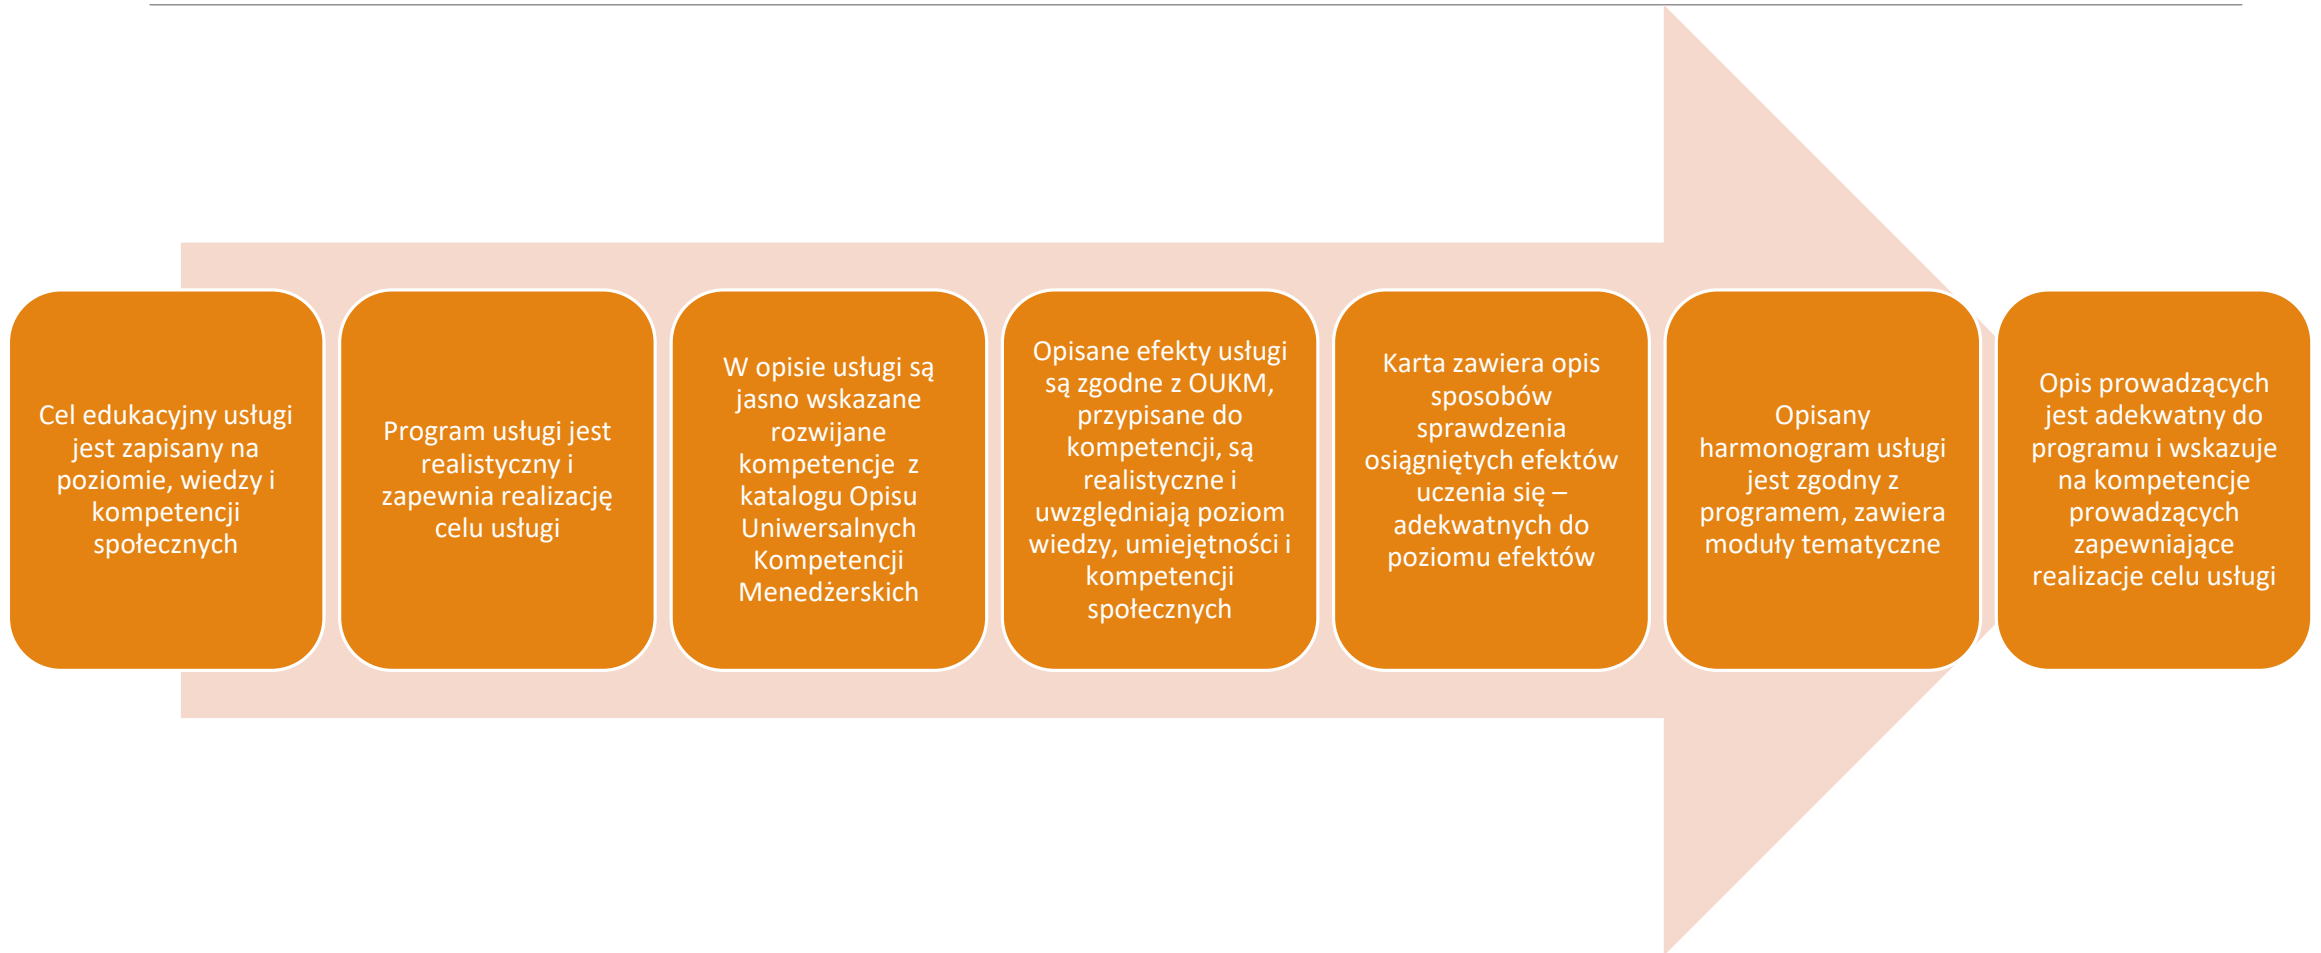 Cel edukacyjny usługi
jest zapisany na
poziomie, wiedzy i
kompetencji
społecznych
Program usługi jest
realistyczny i
zapewnia realizację
celu usługi
W opisie usługi są
jasno wskazane
rozwijane
kompetencje  z
katalogu Opisu
Uniwersalnych
Kompetencji
Menedżerskich
Opisane efekty usługi
są zgodne z OUKM,
przypisane do
kompetencji, są
realistyczne i
uwzględniają poziom
wiedzy, umiejętności i
kompetencji
społecznych
Karta zawiera opis
sposobów
sprawdzenia
osiągniętych efektów
uczenia się –
adekwatnych do
poziomu efektów
Opisany
harmonogram usługi
jest zgodny z
programem, zawiera
moduły tematyczne
Opis prowadzących
jest adekwatny do
programu i wskazuje
na kompetencje
prowadzących
zapewniające
realizacje celu usługi